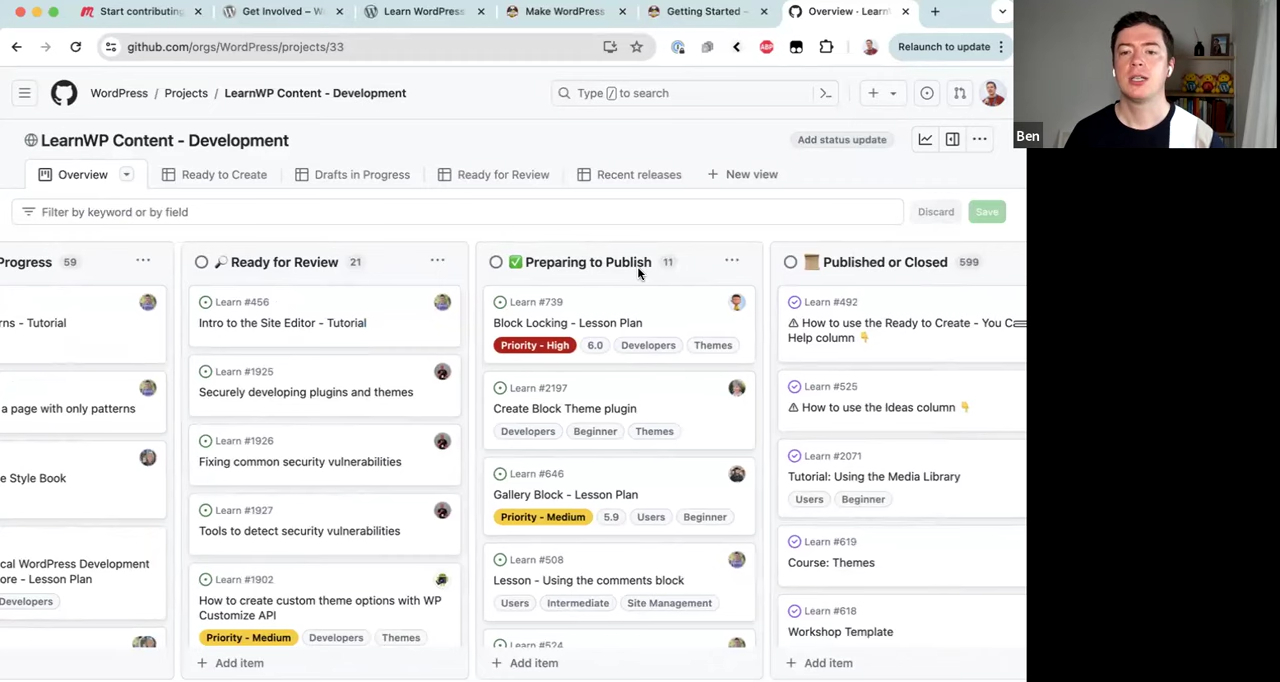 Start contributing
Get Involved – W
Learn WordPress
Make WordPress
Getting Started –
Overview · Learn
github.com/orgs/WordPress/projects/33
ABP
Relaunch to update
WordPress / Projects / LearnWP Content - Development
Type / to search
Ben
LearnWP Content - Development
Add status update
Overview
Ready to Create
Drafts in Progress
Ready for Review
Recent releases
New view
Filter by keyword or by field
Discard
Save
Progress 59
rns - Tutorial
a page with only patterns
e Style Book
cal WordPress Development
ore - Lesson Plan
Developers
Ready for Review 21
Learn #456
Intro to the Site Editor - Tutorial
Learn #1925
Securely developing plugins and themes
Learn #1926
Fixing common security vulnerabilities
Learn #1927
Tools to detect security vulnerabilities
Learn #1902
How to create custom theme options with WP
Customize API
Priority - Medium Developers Themes
+ Add item
Preparing to Publish 11
Learn #739
Block Locking - Lesson Plan
Priority - High 6.0 Developers Themes
Learn #2197
Create Block Theme plugin
Developers Beginner Themes
Learn #646
Gallery Block - Lesson Plan
Priority - Medium 5.9 Users Beginner
Learn #508
Lesson - Using the comments block
Users Intermediate Site Management
Learn #524
+ Add item
Published or Closed 599
Learn #492
⚠ How to use the Ready to Create - You C
Help column 👇
Learn #525
⚠ How to use the Ideas column 👇
Learn #2071
Tutorial: Using the Media Library
Users Beginner
Learn #619
Course: Themes
Learn #618
Workshop Template
+ Add item